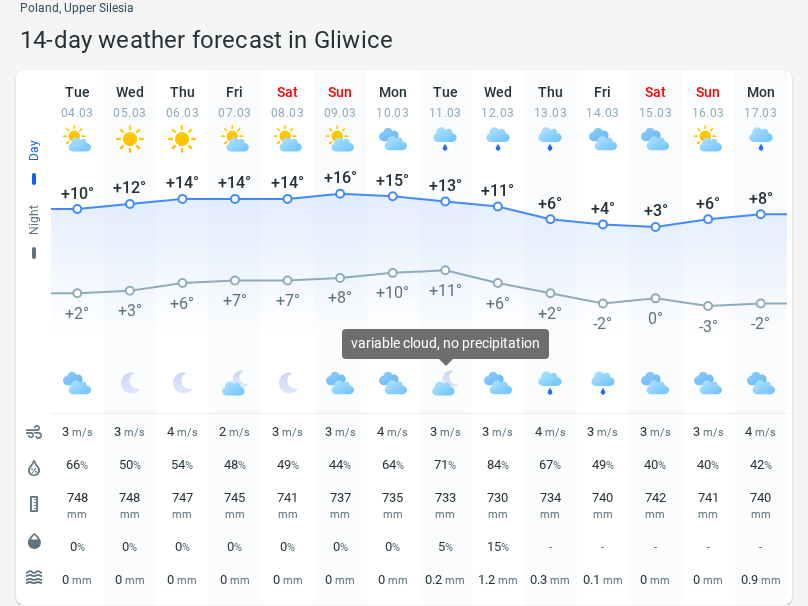 Poland, Upper Silesia
14-day weather forecast in Gliwice
Tue Wed Thu Fri Sat Sun Mon Tue Wed Thu Fri Sat Sun Mon
04.03 05.03 06.03 07.03 08.03 09.03 10.03 11.03 12.03 13.03 14.03 15.03 16.03 17.03
Day
+10° +12° +14° +14° +14° +16° +15° +13° +11° +6° +4° +3° +6° +8°
Night
+2° +3° +6° +7° +7° +8° +10° +11° +6° +2° -2° 0° -3° -2°
variable cloud, no precipitation
3 m/s 3 m/s 4 m/s 2 m/s 3 m/s 3 m/s 4 m/s 3 m/s 3 m/s 4 m/s 3 m/s 3 m/s 3 m/s 4 m/s
66% 50% 54% 48% 49% 44% 64% 71% 84% 67% 49% 40% 40% 42%
748 748 747 745 741 737 735 733 730 734 740 742 741 740
mm mm mm mm mm mm mm mm mm mm mm mm mm mm
0% 0% 0% 0% 0% 0% 0% 5% 15% - - - - -
0 mm 0 mm 0 mm 0 mm 0 mm 0 mm 0 mm 0.2 mm 1.2 mm 0.3 mm 0.1 mm 0 mm 0 mm 0.9 mm